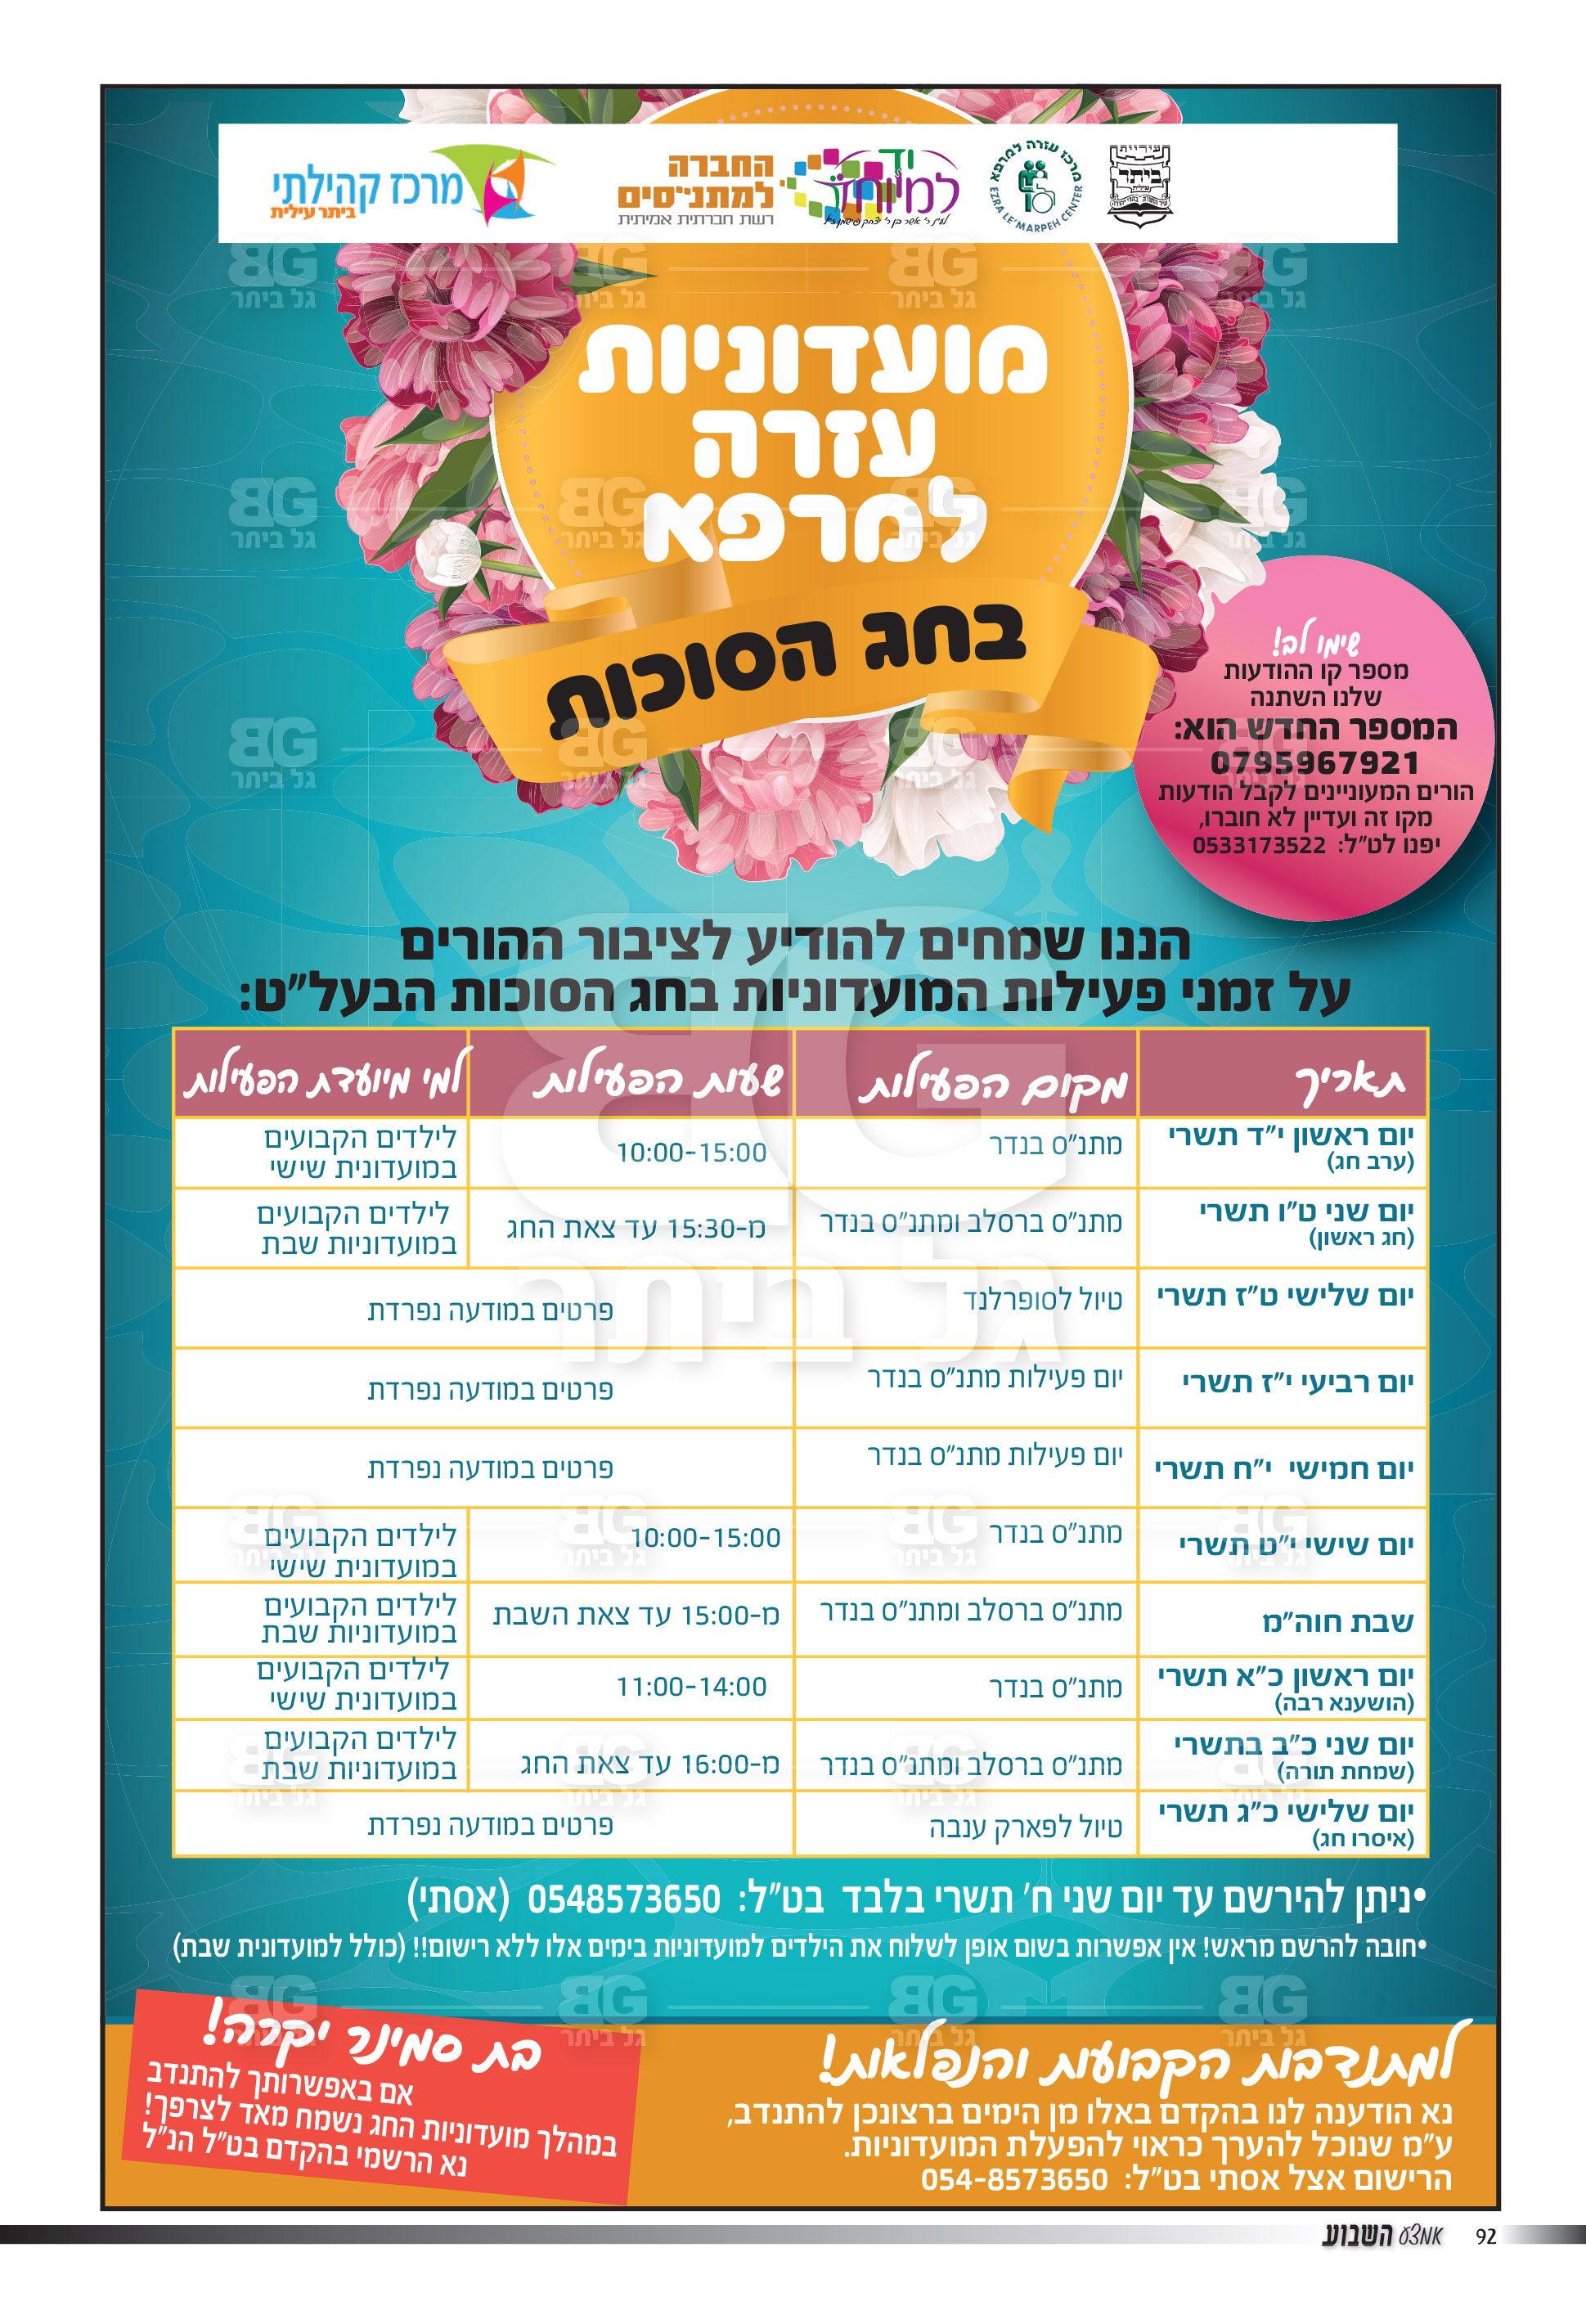 עיריית
ביתר
עילית
מרכז עזרה למרפא
EZRA LE'MARPEH CENTER
יד
למיוחד
החברה
למתנ״סים
רשת חברתית אמיתית
מרכז קהילתי
ביתר עילית
מועדוניות
עזרה
למרפא
בחג הסוכות
שימו לב!
מספר קו ההודעות
שלנו השתנה
המספר החדש הוא:
0795967921
הורים המעוניינים לקבל הודעות
מקו זה ועדיין לא חוברו,
יפנו לט״ל: 0533173522
הננו שמחים להודיע לציבור ההורים
על זמני פעילות המועדוניות בחג הסוכות הבעל״ט:
תאריך מקום הפעילות שעות הפעילות למי מיועדת הפעילות
יום ראשון י״ד תשרי
(ערב חג)
מתנ״ס בנדר
10:00-15:00
לילדים הקבועים
במועדונית שישי
יום שני ט״ו תשרי
(חג ראשון)
מתנ״ס ברסלב ומתנ״ס בנדר
מ-15:30 עד צאת החג
לילדים הקבועים
במועדוניות שבת
יום שלישי ט״ז תשרי
טיול לסופרלנד
פרטים במודעה נפרדת
יום רביעי י״ז תשרי
יום פעילות מתנ״ס בנדר
פרטים במודעה נפרדת
יום חמישי י״ח תשרי
יום פעילות מתנ״ס בנדר
פרטים במודעה נפרדת
יום שישי י״ט תשרי
מתנ״ס בנדר
10:00-15:00
לילדים הקבועים
במועדונית שישי
שבת חוה״מ
מתנ״ס ברסלב ומתנ״ס בנדר
מ-15:00 עד צאת השבת
לילדים הקבועים
במועדוניות שבת
יום ראשון כ״א תשרי
(הושענא רבה)
מתנ״ס בנדר
11:00-14:00
לילדים הקבועים
במועדונית שישי
יום שני כ״ב בתשרי
(שמחת תורה)
מתנ״ס ברסלב ומתנ״ס בנדר
מ-16:00 עד צאת החג
לילדים הקבועים
במועדוניות שבת
יום שלישי כ״ג תשרי
(איסרו חג)
טיול לפארק ענבה
פרטים במודעה נפרדת
•ניתן להירשם עד יום שני ח׳ תשרי בלבד בט״ל: 0548573650 (אסתי)
•חובה להרשם מראש! אין אפשרות בשום אופן לשלוח את הילדים למועדוניות בימים אלו ללא רישום!! (כולל למועדונית שבת)
למתנדבות הקבועות והנפלאות!
נא הודענה לנו בהקדם באלו מן הימים ברצונכן להתנדב,
ע״מ שנוכל להערך כראוי להפעלת המועדוניות.
הרישום אצל אסתי בט״ל: 054-8573650
בת סמינר יקרה!
אם באפשרותך להתנדב
במהלך מועדוניות החג נשמח מאד לצרפך!
נא הרשמי בהקדם בט״ל הנ״ל
92 אמצע השבוע
BG
גל ביתר